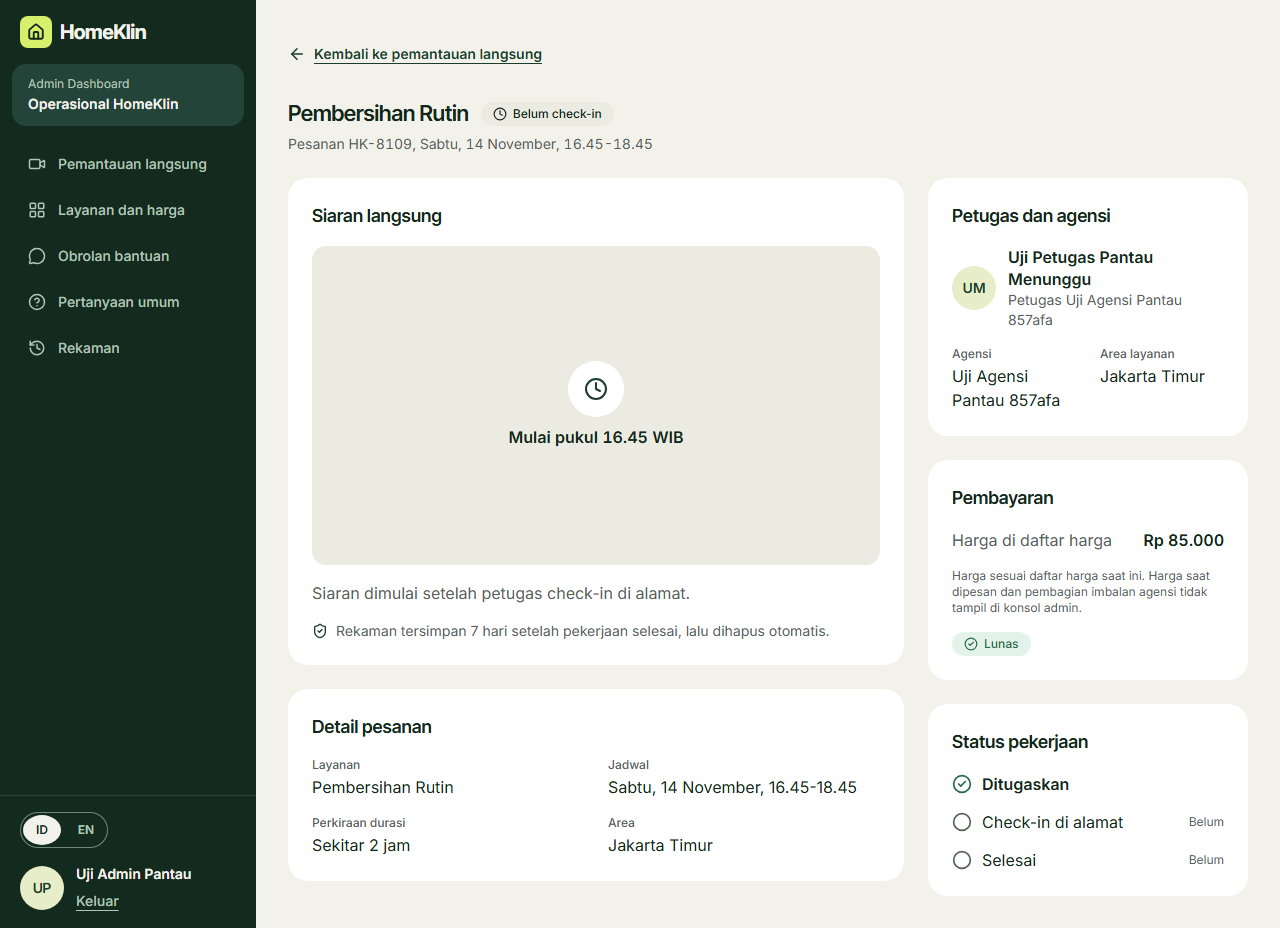 HomeKlin
Admin Dashboard
Operasional HomeKlin
Pemantauan langsung
Layanan dan harga
Obrolan bantuan
Pertanyaan umum
Rekaman
ID
EN
UP
Uji Admin Pantau
Keluar
Kembali ke pemantauan langsung
Pembersihan Rutin
Belum check-in
Pesanan HK-8109, Sabtu, 14 November, 16.45-18.45
Siaran langsung
Mulai pukul 16.45 WIB
Siaran dimulai setelah petugas check-in di alamat.
Rekaman tersimpan 7 hari setelah pekerjaan selesai, lalu dihapus otomatis.
Detail pesanan
Layanan
Pembersihan Rutin
Jadwal
Sabtu, 14 November, 16.45-18.45
Perkiraan durasi
Sekitar 2 jam
Area
Jakarta Timur
Petugas dan agensi
UM
Uji Petugas Pantau
Menunggu
Petugas Uji Agensi Pantau
857afa
Agensi
Uji Agensi
Pantau 857afa
Area layanan
Jakarta Timur
Pembayaran
Harga di daftar harga
Rp 85.000
Harga sesuai daftar harga saat ini. Harga saat
dipesan dan pembagian imbalan agensi tidak
tampil di konsol admin.
Lunas
Status pekerjaan
Ditugaskan
Check-in di alamat
Belum
Selesai
Belum